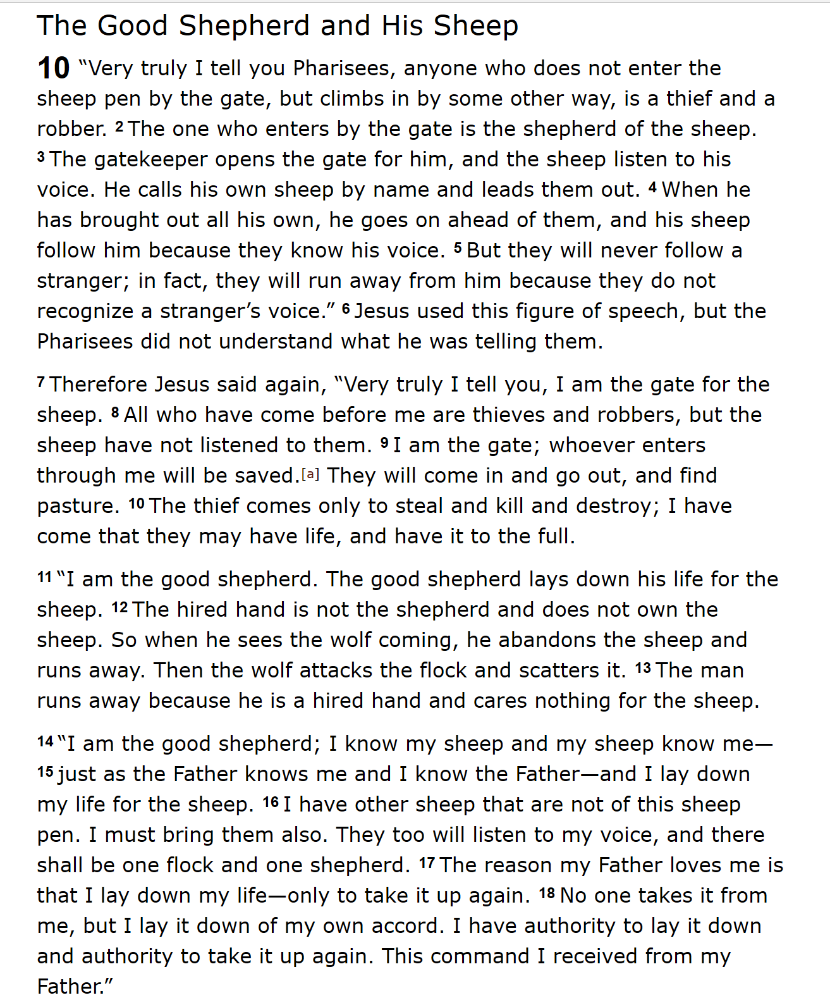 The Good Shepherd and His Sheep
10 “Very truly I tell you Pharisees, anyone who does not enter the
sheep pen by the gate, but climbs in by some other way, is a thief and a
robber. 2 The one who enters by the gate is the shepherd of the sheep.
3 The gatekeeper opens the gate for him, and the sheep listen to his
voice. He calls his own sheep by name and leads them out. 4 When he
has brought out all his own, he goes on ahead of them, and his sheep
follow him because they know his voice. 5 But they will never follow a
stranger; in fact, they will run away from him because they do not
recognize a stranger’s voice.” 6 Jesus used this figure of speech, but the
Pharisees did not understand what he was telling them.
7 Therefore Jesus said again, “Very truly I tell you, I am the gate for the
sheep. 8 All who have come before me are thieves and robbers, but the
sheep have not listened to them. 9 I am the gate; whoever enters
through me will be saved.[a] They will come in and go out, and find
pasture. 10 The thief comes only to steal and kill and destroy; I have
come that they may have life, and have it to the full.
11 “I am the good shepherd. The good shepherd lays down his life for the
sheep. 12 The hired hand is not the shepherd and does not own the
sheep. So when he sees the wolf coming, he abandons the sheep and
runs away. Then the wolf attacks the flock and scatters it. 13 The man
runs away because he is a hired hand and cares nothing for the sheep.
14 “I am the good shepherd; I know my sheep and my sheep know me—
15 just as the Father knows me and I know the Father—and I lay down
my life for the sheep. 16 I have other sheep that are not of this sheep
pen. I must bring them also. They too will listen to my voice, and there
shall be one flock and one shepherd. 17 The reason my Father loves me is
that I lay down my life—only to take it up again. 18 No one takes it from
me, but I lay it down of my own accord. I have authority to lay it down
and authority to take it up again. This command I received from my
Father.”